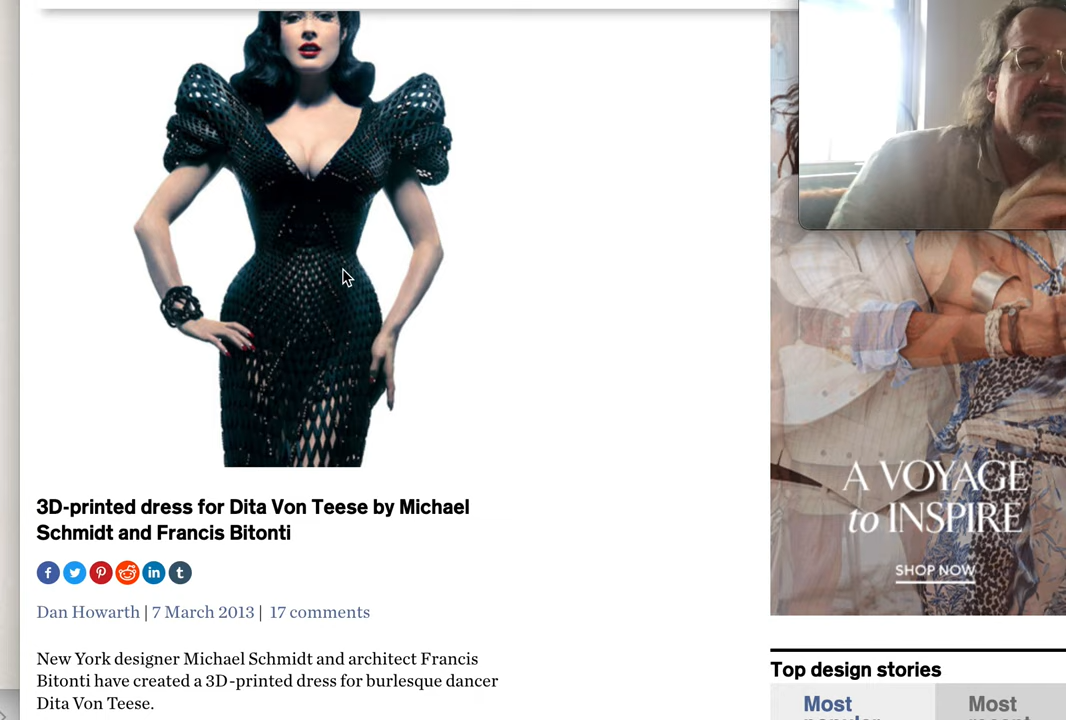 3D-printed dress for Dita Von Teese by Michael
Schmidt and Francis Bitonti
Dan Howarth | 7 March 2013 | 17 comments
New York designer Michael Schmidt and architect Francis
Bitonti have created a 3D-printed dress for burlesque dancer
Dita Von Teese.
A VOYAGE
to INSPIRE
SHOP NOW
Top design stories
Most
popular
Most
recent